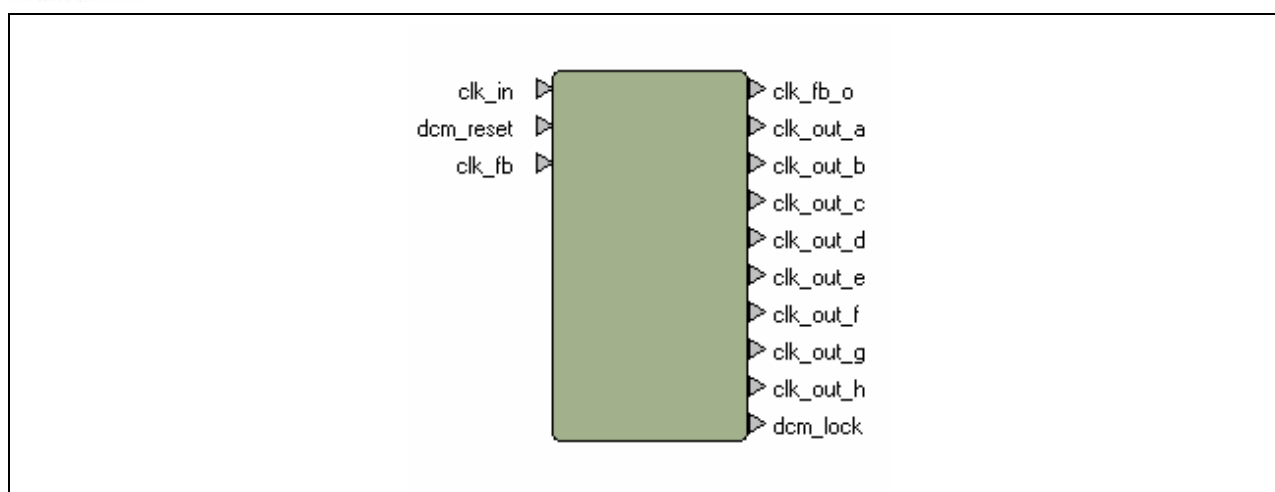 clk_in
dcm_reset
clk_fb
clk_fb_o
clk_out_a
clk_out_b
clk_out_c
clk_out_d
clk_out_e
clk_out_f
clk_out_g
clk_out_h
dcm_lock